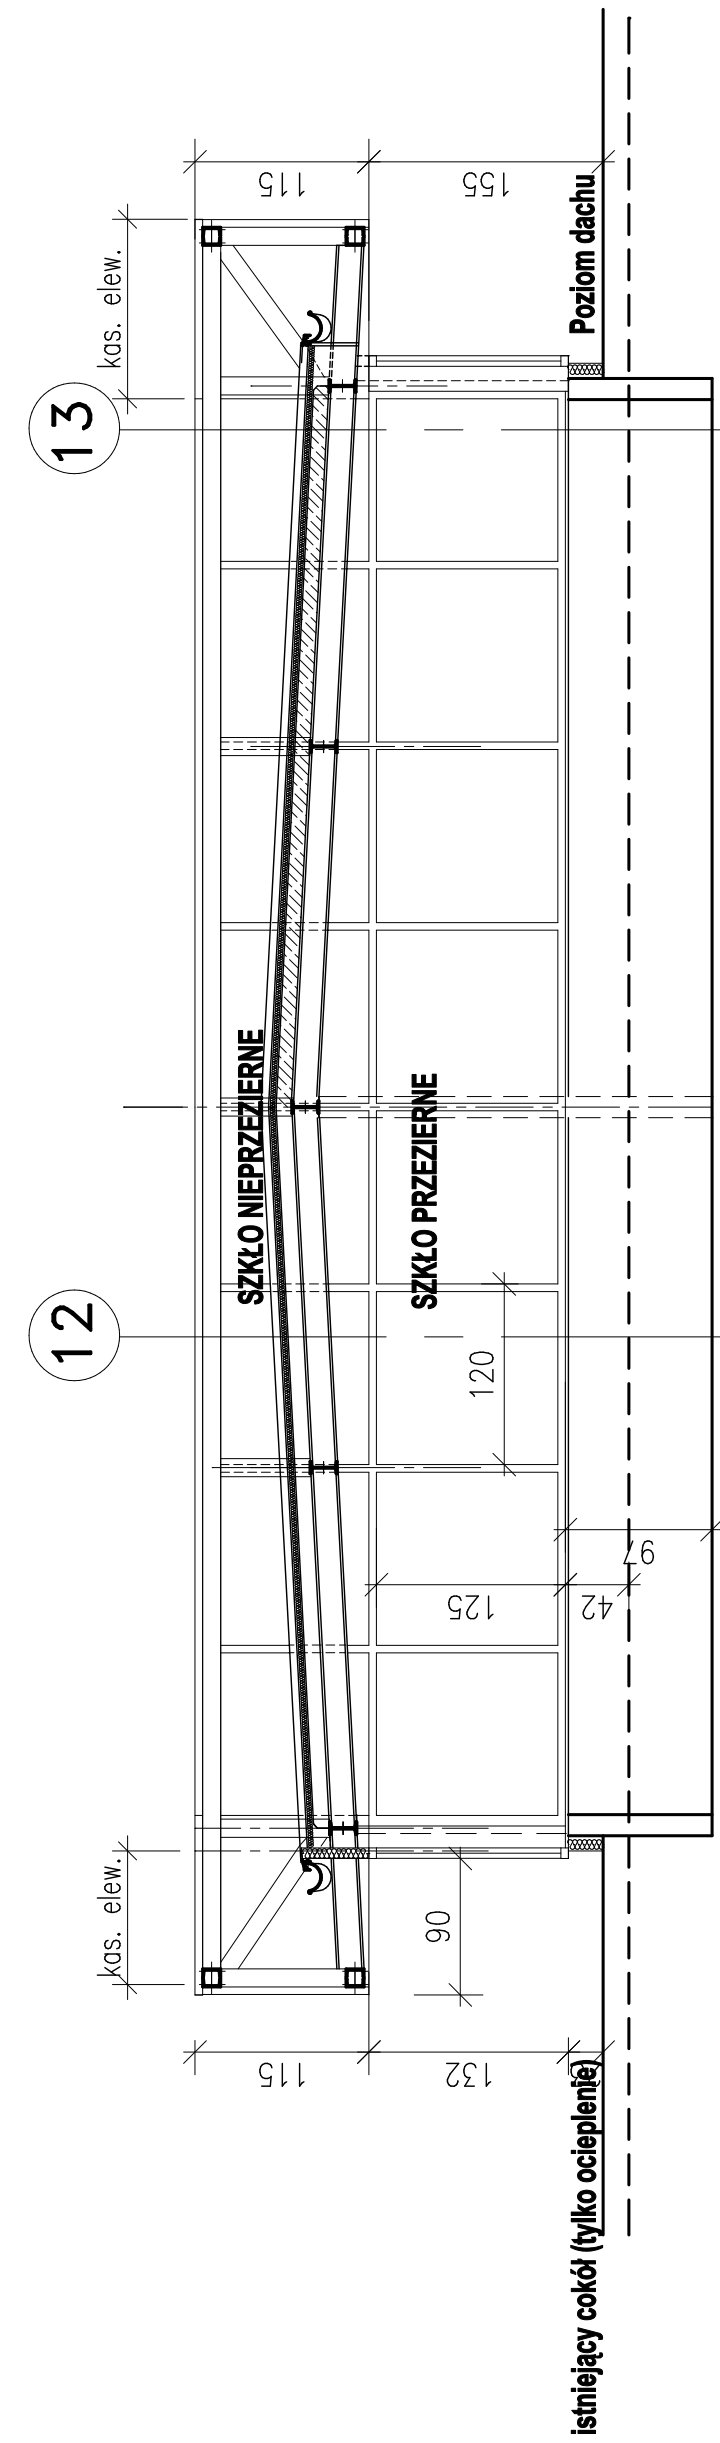 12
13
kas. elew.
kas. elew.
115
115
SZKŁO NIEPRZEZIERNE
SZKŁO PRZEZIERNE
120
90
132
125
155
42
97
Poziom dachu
istniejący cokół (tylko ocieplenie)